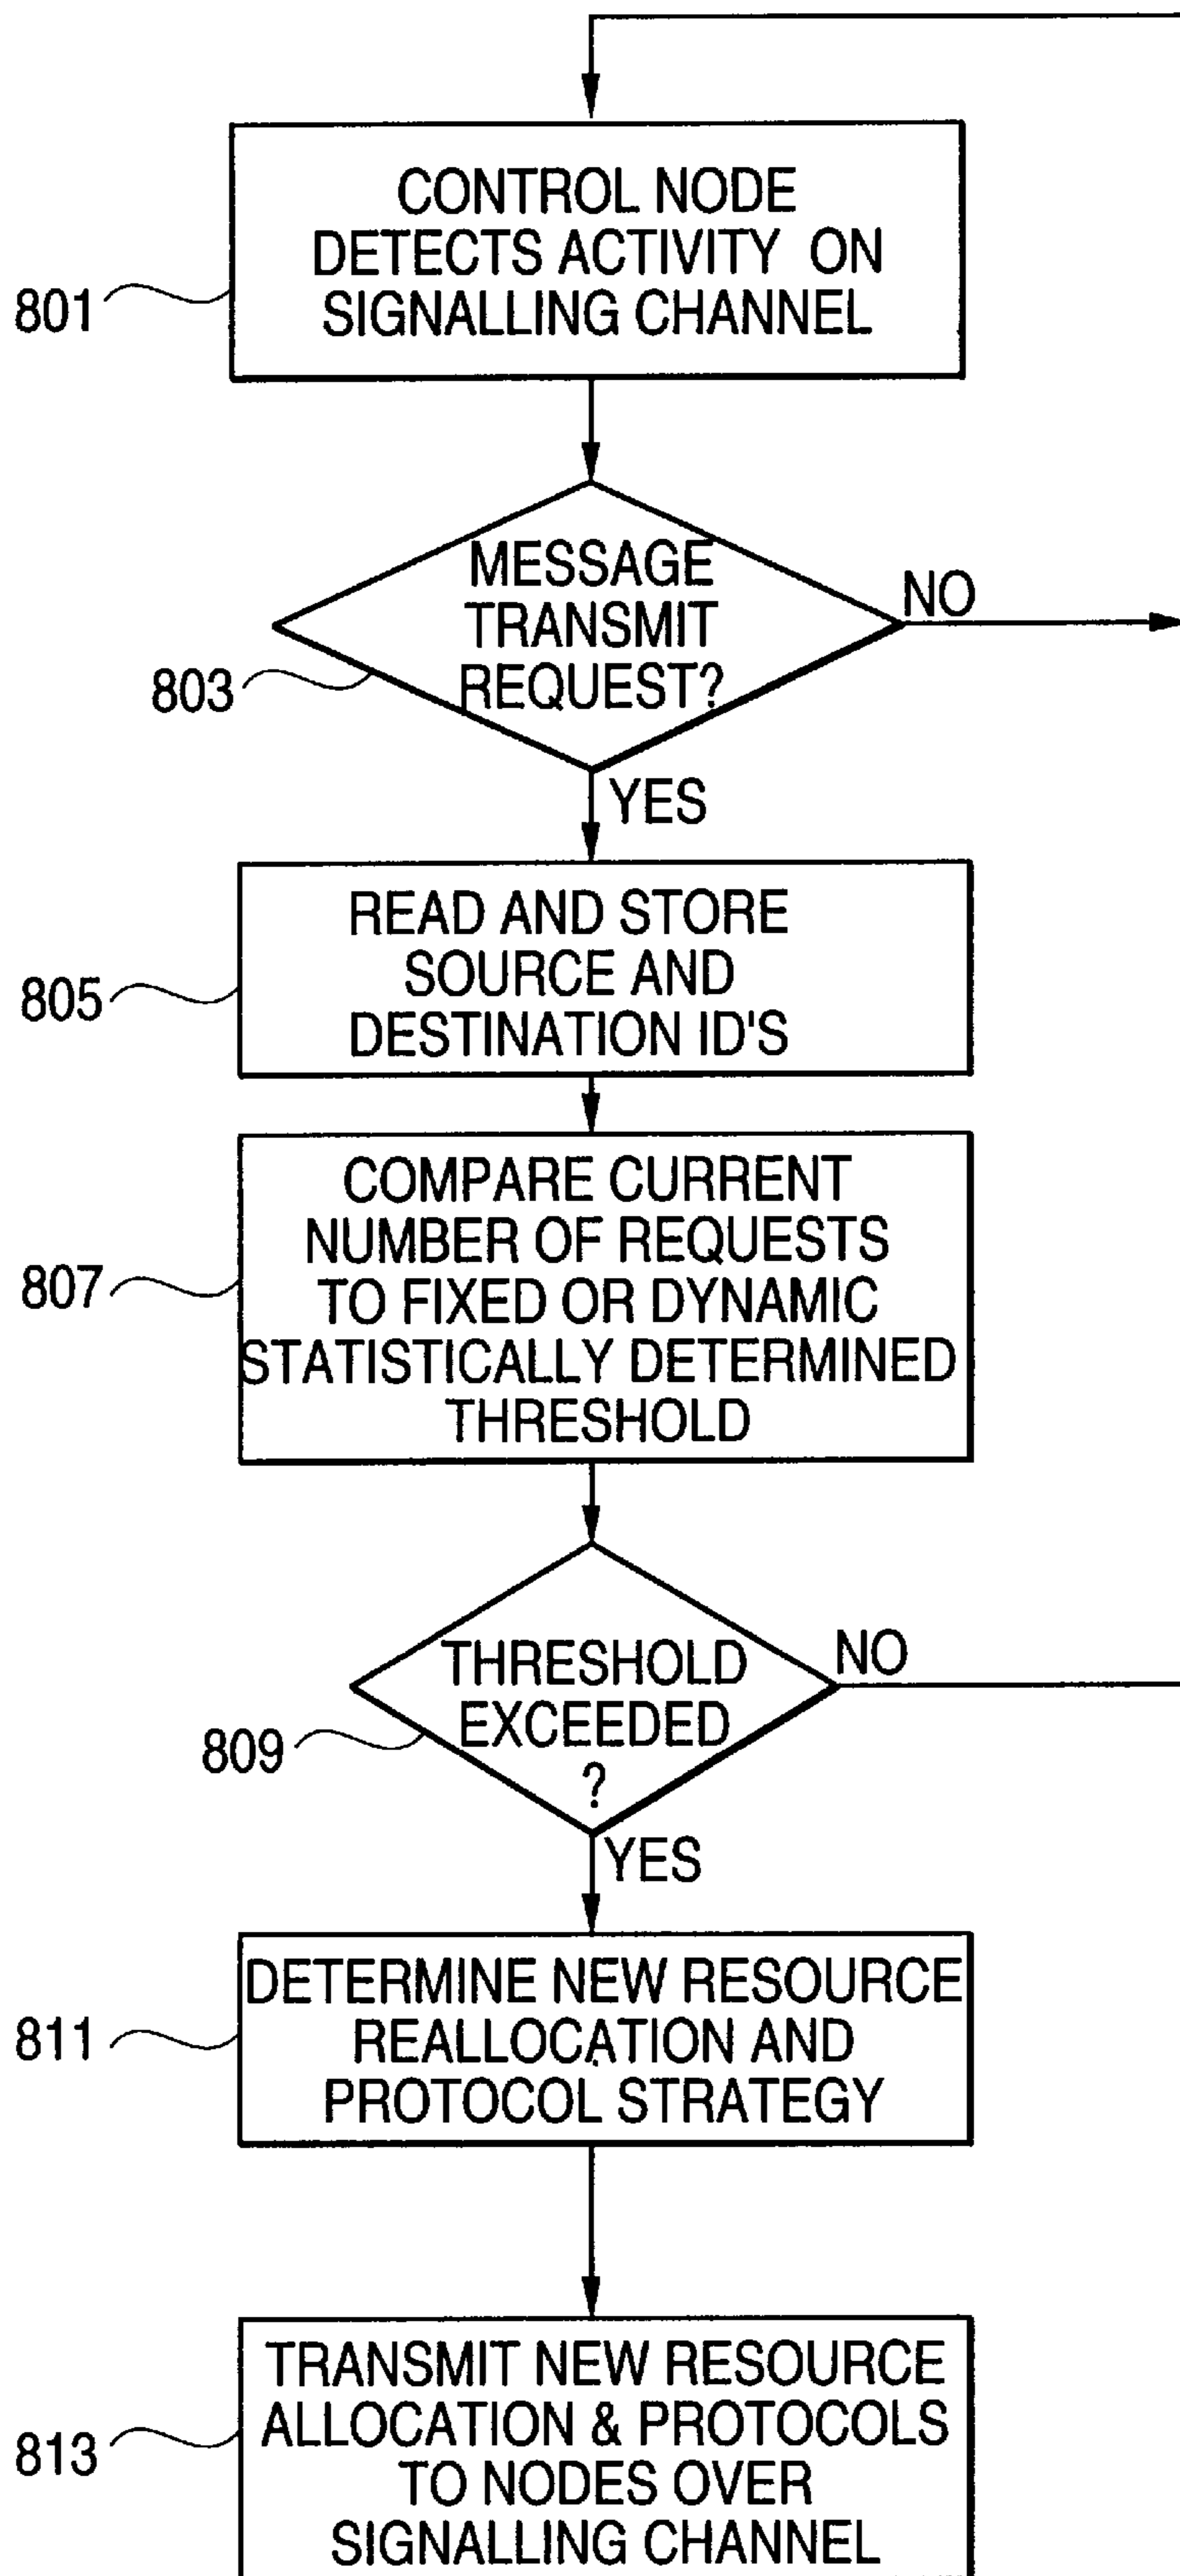 CONTROL NODE
DETECTS ACTIVITY ON
SIGNALLING CHANNEL
801
MESSAGE
TRANSMIT
REQUEST?
NO
803
YES
READ AND STORE
SOURCE AND
DESTINATION ID'S
805
COMPARE CURRENT
NUMBER OF REQUESTS
TO FIXED OR DYNAMIC
STATISTICALLY DETERMINED
THRESHOLD
807
THRESHOLD
EXCEEDED
?
NO
809
YES
DETERMINE NEW RESOURCE
REALLOCATION AND
PROTOCOL STRATEGY
811
TRANSMIT NEW RESOURCE
ALLOCATION & PROTOCOLS
TO NODES OVER
SIGNALLING CHANNEL
813